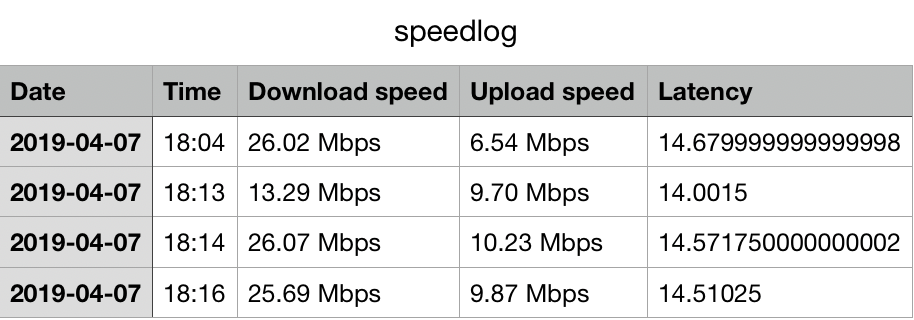 speedlog
Date Time Download speed Upload speed Latency
2019-04-07 18:04 26.02 Mbps 6.54 Mbps 14.679999999999998
2019-04-07 18:13 13.29 Mbps 9.70 Mbps 14.0015
2019-04-07 18:14 26.07 Mbps 10.23 Mbps 14.571750000000002
2019-04-07 18:16 25.69 Mbps 9.87 Mbps 14.51025